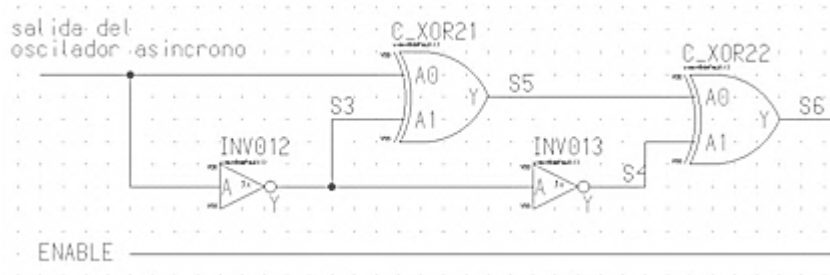 salida del
oscilador asincrono
C_XOR21
C_XOR22
A0
S5
A0
S3
Y
S6
A1
Y
A1
INV012
INV013
S4
A
Y
A
Y
ENABLE